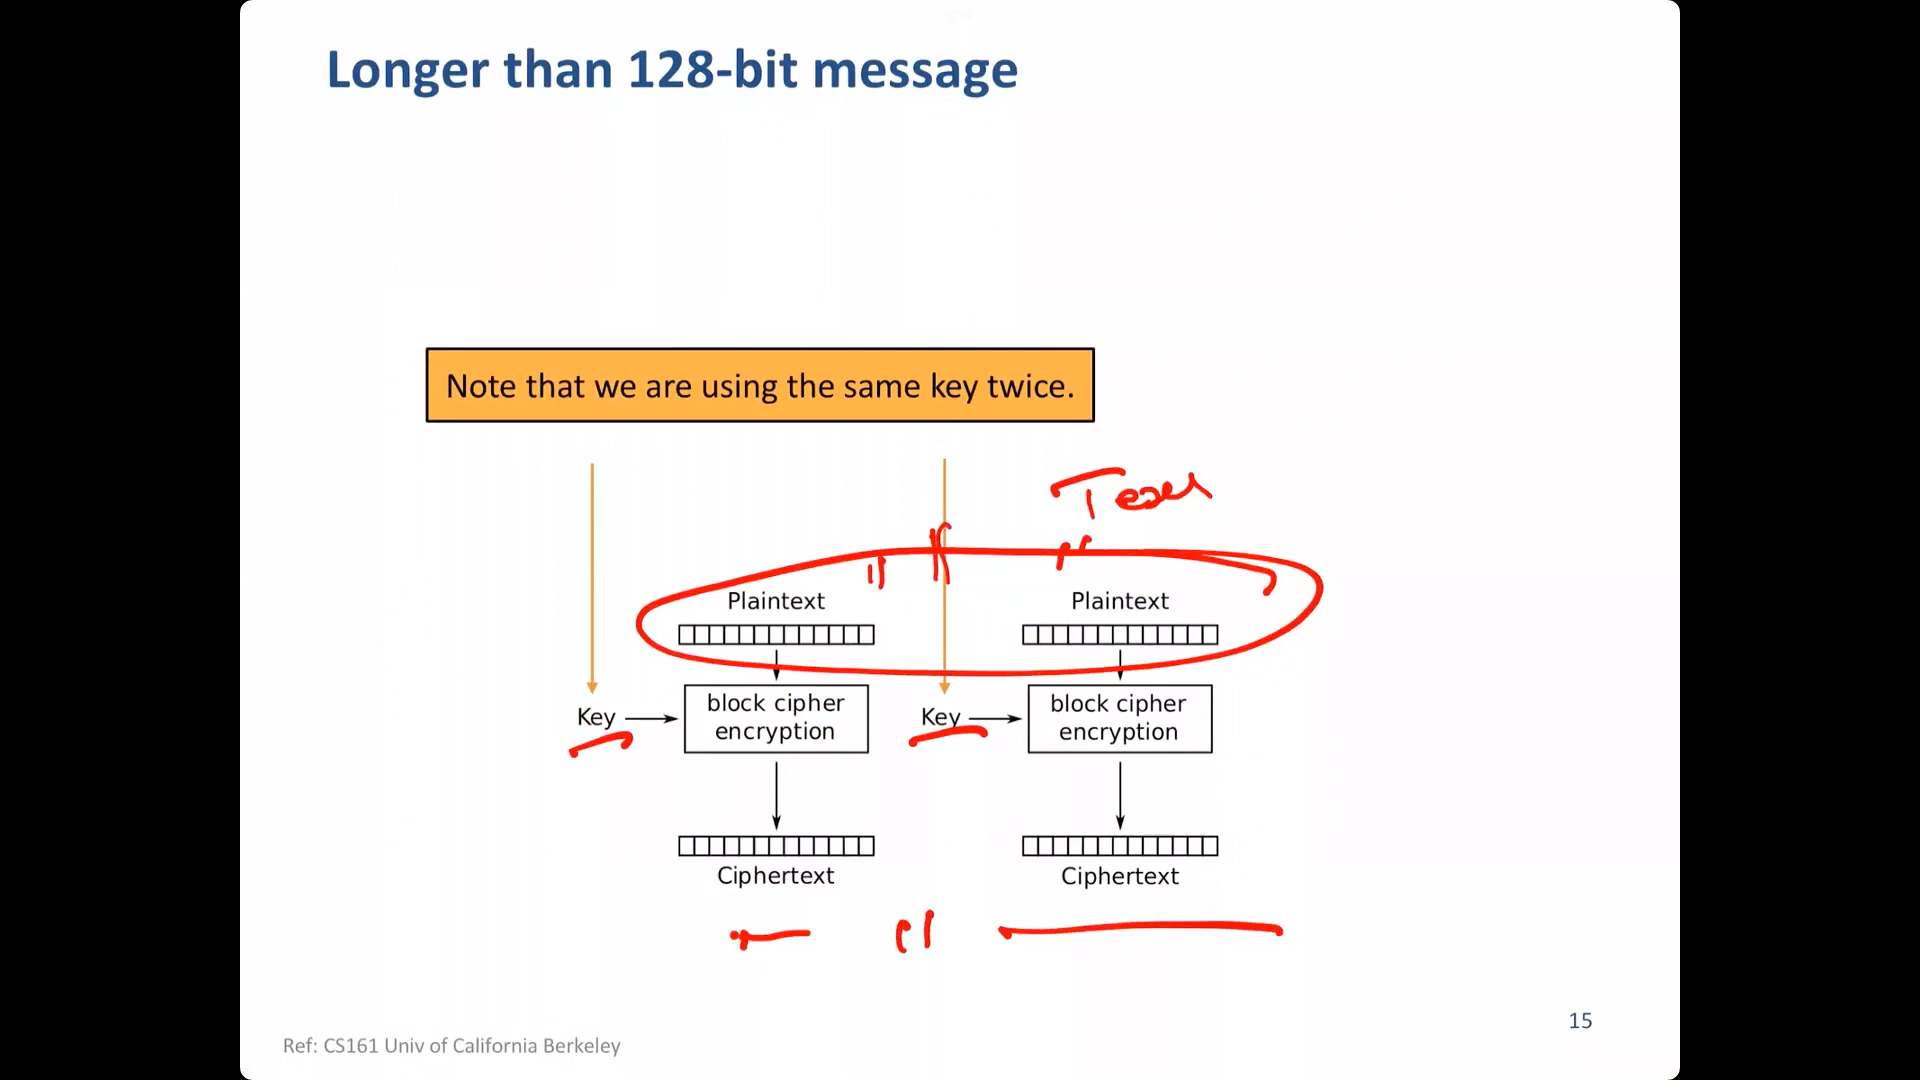 Longer than 128-bit message
Note that we are using the same key twice.
Plaintext Plaintext
Key block cipher encryption Key block cipher encryption
Ciphertext Ciphertext
15
Ref: CS161 Univ of California Berkeley